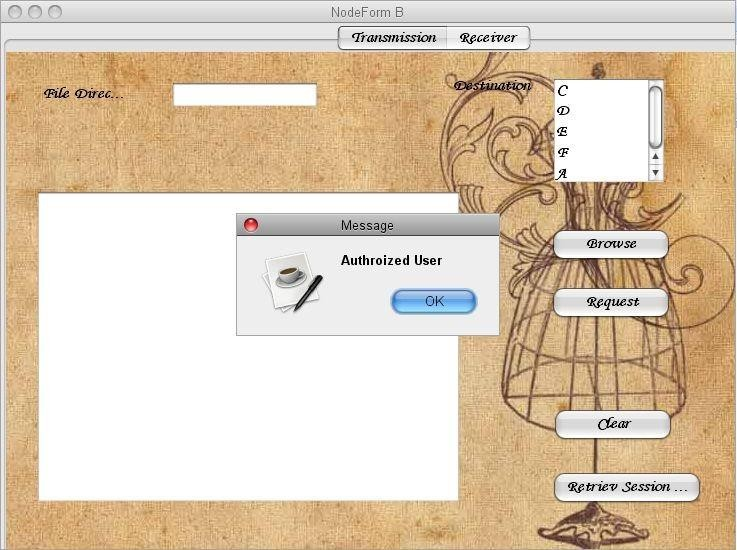 NodeForm B
Transmission
Receiver
File Direc...
Destination
C
D
E
F
A
Message
Authroized User
OK
Browse
Request
Clear
Retriev Session ...